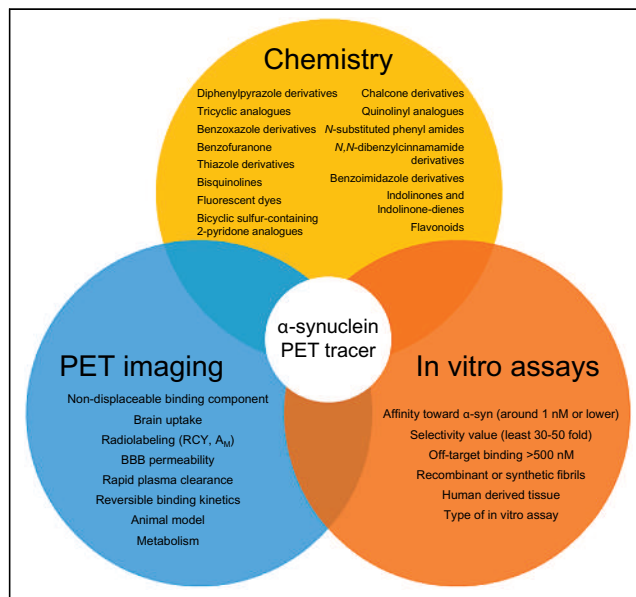 Chemistry
Diphenylpyrazole derivatives
Tricyclic analogues
Benzoxazole derivatives
Benzofuranone
Thiazole derivatives
Bisquinolines
Fluorescent dyes
Bicyclic sulfur-containing
2-pyridone analogues
Chalcone derivatives
Quinolinyl analogues
N-substituted phenyl amides
N,N-dibenzylcinnamamide
derivatives
Benzoimidazole derivatives
Indolinones and
Indolinone-dienes
Flavonoids
α-synuclein
PET tracer
PET imaging
Non-displaceable binding component
Brain uptake
Radiolabeling (RCY, AM)
BBB permeability
Rapid plasma clearance
Reversible binding kinetics
Animal model
Metabolism
In vitro assays
Affinity toward α-syn (around 1 nM or lower)
Selectivity value (least 30-50 fold)
Off-target binding >500 nM
Recombinant or synthetic fibrils
Human derived tissue
Type of in vitro assay